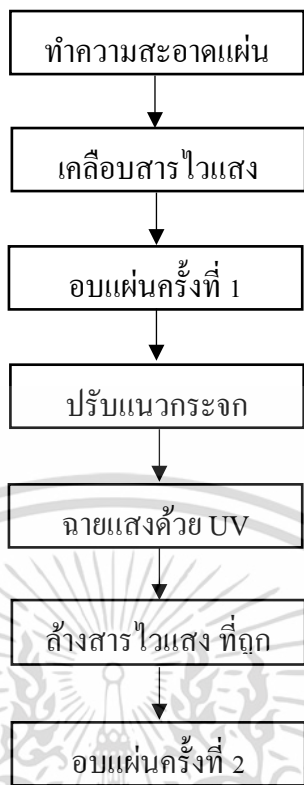 ทำความสะอาดแผ่น
เคลือบสารไวแสง
อบแผ่นครั้งที่ 1
ปรับแนวกระจก
ฉายแสงด้วย UV
ล้างสารไวแสง ที่ถูก
อบแผ่นครั้งที่ 2